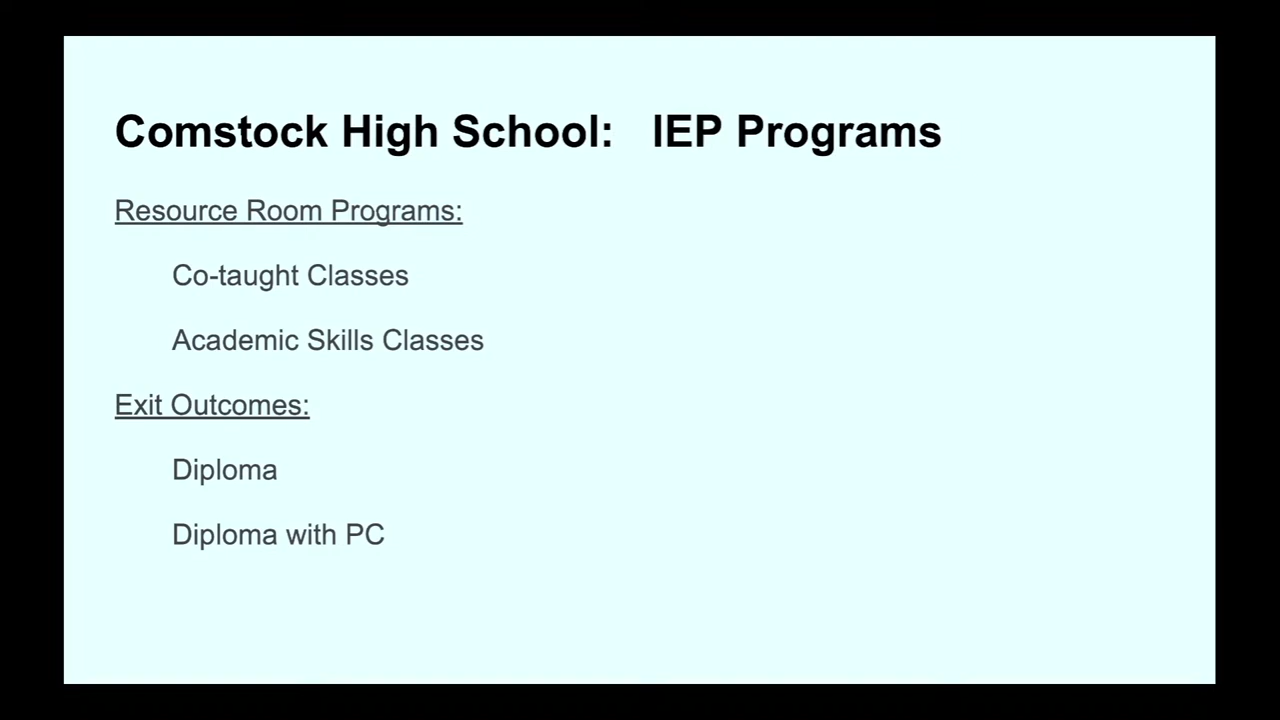 Comstock High School: IEP Programs
Resource Room Programs:
Co-taught Classes
Academic Skills Classes
Exit Outcomes:
Diploma
Diploma with PC